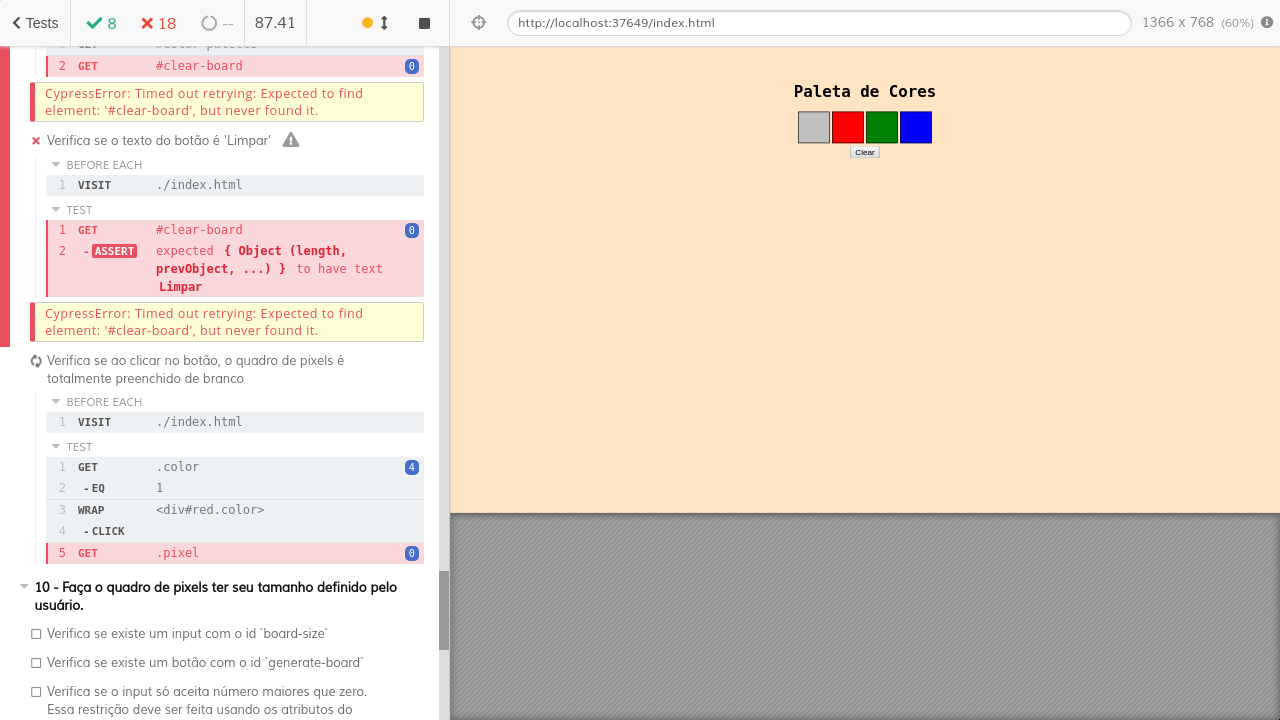 Tests
8
18
--
87.41
http://localhost:37649/index.html
1366 x 768 (60%)
1 GET #color-palette
2 GET #clear-board 0
CypressError: Timed out retrying: Expected to find
element: '#clear-board', but never found it.
Verifica se o texto do botão é 'Limpar'
BEFORE EACH
1 VISIT ./index.html
TEST
1 GET #clear-board 0
2 -ASSERT expected { Object (length,
prevObject, ...) } to have text
Limpar
CypressError: Timed out retrying: Expected to find
element: '#clear-board', but never found it.
Verifica se ao clicar no botão, o quadro de pixels é
totalmente preenchido de branco
BEFORE EACH
1 VISIT ./index.html
TEST
1 GET .color 4
2 -EQ 1
3 WRAP <div#red.color>
4 -CLICK
5 GET .pixel 0
10 - Faça o quadro de pixels ter seu tamanho definido pelo
usuário.
Verifica se existe um input com o id `board-size`
Verifica se existe um botão com o id `generate-board`
Verifica se o input só aceita número maiores que zero.
Essa restrição deve ser feita usando os atributos do
Paleta de Cores
Clear